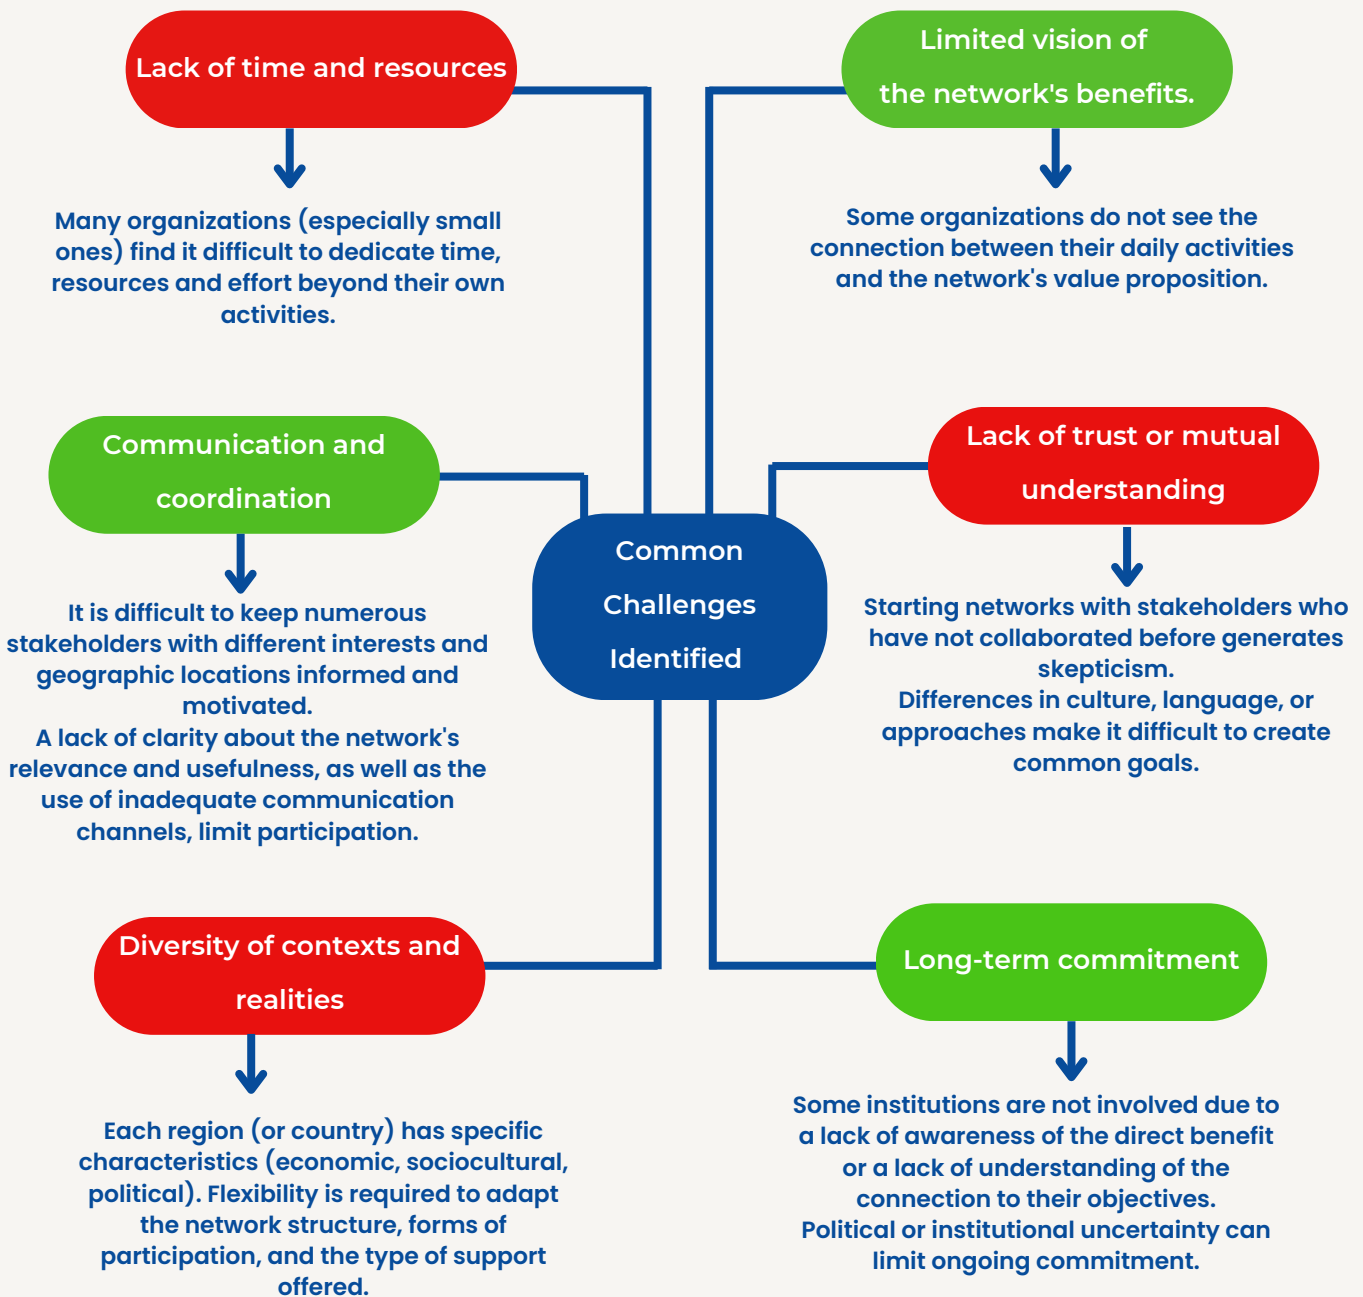 Lack of time and resources
Many organizations (especially small
ones) find it difficult to dedicate time,
resources and effort beyond their own
activities.
Limited vision of
the network's benefits.
Some organizations do not see the
connection between their daily activities
and the network's value proposition.
Communication and
coordination
It is difficult to keep numerous
stakeholders with different interests and
geographic locations informed and
motivated.
A lack of clarity about the network's
relevance and usefulness, as well as the
use of inadequate communication
channels, limit participation.
Common
Challenges
Identified
Lack of trust or mutual
understanding
Starting networks with stakeholders who
have not collaborated before generates
skepticism.
Differences in culture, language, or
approaches make it difficult to create
common goals.
Diversity of contexts and
realities
Each region (or country) has specific
characteristics (economic, sociocultural,
political). Flexibility is required to adapt
the network structure, forms of
participation, and the type of support
offered.
Long-term commitment
Some institutions are not involved due to
a lack of awareness of the direct benefit
or a lack of understanding of the
connection to their objectives.
Political or institutional uncertainty can
limit ongoing commitment.